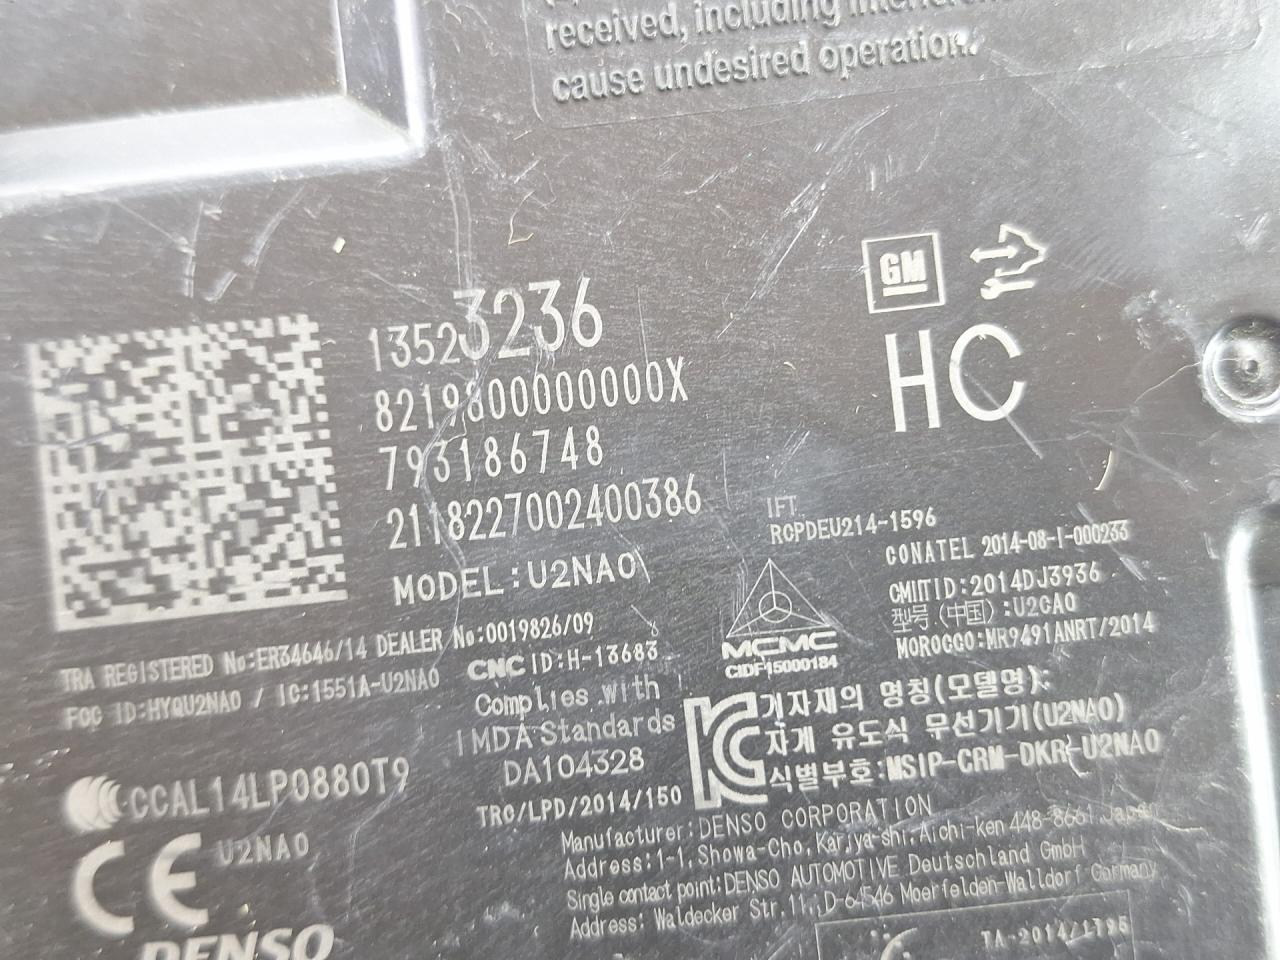 received, including
cause undesired operation.
GM
HC
13523236
8219800000000X
793186748
2118227002400386
MODEL:U2NA0
IFT
RCPDEU214-1596
CONATEL 2014-08-I-000233
CMIITID:2014DJ3936
型号(中国):U2CA0
MOROCCO:MR9491ANRT/2014
MCMC
CIDF15000184
TRA REGISTERED No:ER34646/14 DEALER No:0019826/09
FCC ID:HYQU2NA0 / IC:1551A-U2NA0
CNC ID:H-13683
Complies with
IMDA Standards
DA104328
TRC/LPD/2014/150
기자재의 명칭(모델명):
자계 유도식 무선기기(U2NA0)
식별부호:MSIP-CRM-DKR-U2NA0
CCAL14LP0880T9
CE U2NA0
DENSO
Manufacturer:DENSO CORPORATION
Address:1-1, Showa-Cho, Kariya-shi, Aichi-ken 448-8661 Japan
Single contact point:DENSO AUTOMOTIVE Deutschland GmbH
Address: Waldecker Str.11, D-64546 Moerfelden-Walldorf Germany
TA-2014/1795